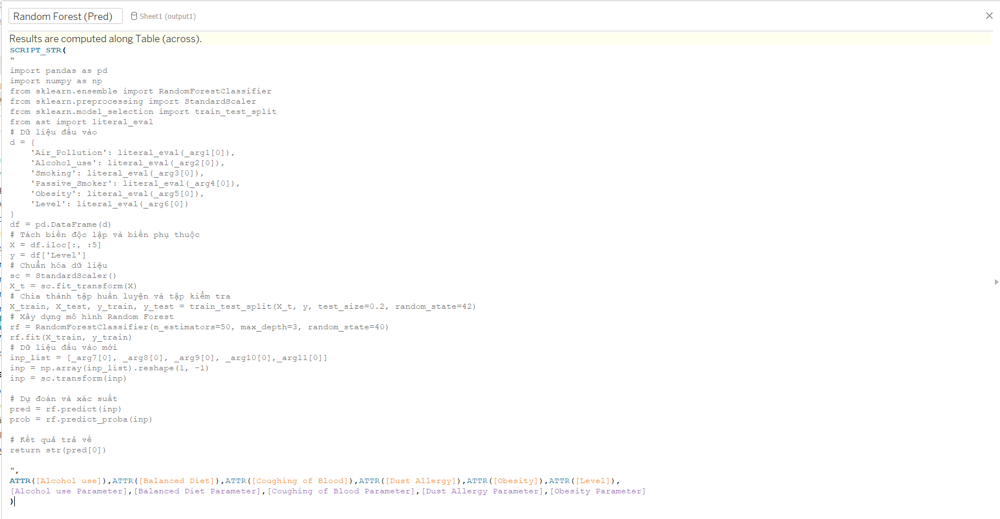 Random Forest (Pred)
Sheet1 (output1)
Results are computed along Table (across).
SCRIPT_STR(
"
import pandas as pd
import numpy as np
from sklearn.ensemble import RandomForestClassifier
from sklearn.preprocessing import StandardScaler
from sklearn.model_selection import train_test_split
from ast import literal_eval
# Dữ liệu đầu vào
d = {
    'Air_Pollution': literal_eval(_arg1[0]),
    'Alcohol_use': literal_eval(_arg2[0]),
    'Smoking': literal_eval(_arg3[0]),
    'Passive_Smoker': literal_eval(_arg4[0]),
    'Obesity': literal_eval(_arg5[0]),
    'Level': literal_eval(_arg6[0])
}
df = pd.DataFrame(d)
# Tách biến độc lập và biến phụ thuộc
X = df.iloc[:, :5]
y = df['Level']
# Chuẩn hóa dữ liệu
sc = StandardScaler()
X_t = sc.fit_transform(X)
# Chia thành tập huấn luyện và tập kiểm tra
X_train, X_test, y_train, y_test = train_test_split(X_t, y, test_size=0.2, random_state=42)
# Xây dựng mô hình Random Forest
rf = RandomForestClassifier(n_estimators=50, max_depth=3, random_state=40)
rf.fit(X_train, y_train)
# Dữ liệu đầu vào mới
inp_list = [_arg7[0], _arg8[0], _arg9[0], _arg10[0],_arg11[0]]
inp = np.array(inp_list).reshape(1, -1)
inp = sc.transform(inp)
# Dự đoán và xác suất
pred = rf.predict(inp)
prob = rf.predict_proba(inp)
# Kết quả trả về
return str(pred[0])
",
ATTR([Alcohol use]),ATTR([Balanced Diet]),ATTR([Coughing of Blood]),ATTR([Dust Allergy]),ATTR([Obesity]),ATTR([Level]),
[Alcohol use Parameter],[Balanced Diet Parameter],[Coughing of Blood Parameter],[Dust Allergy Parameter],[Obesity Parameter]
)